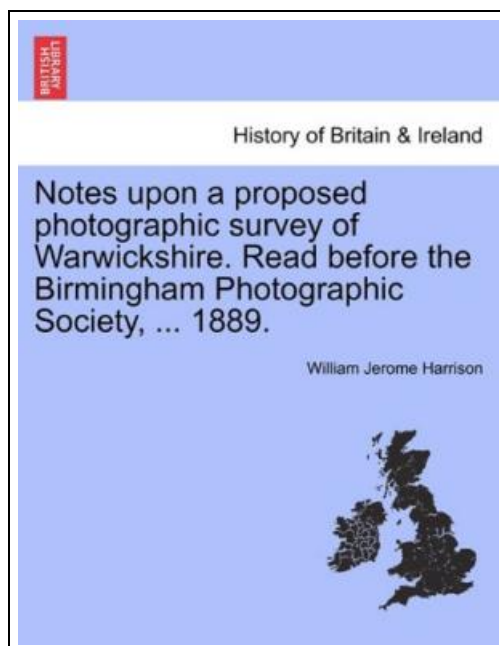 BRITISH
LIBRARY
History of Britain & Ireland
Notes upon a proposed
photographic survey of
Warwickshire. Read before the
Birmingham Photographic
Society, ... 1889.
William Jerome Harrison